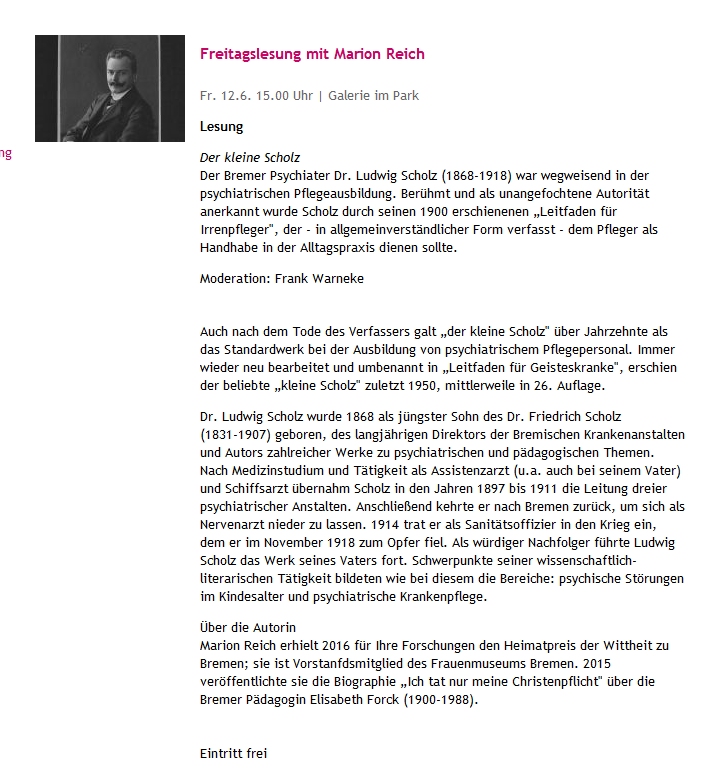 Freitagslesung mit Marion Reich
Fr. 12.6. 15.00 Uhr | Galerie im Park
Lesung
ng
Der kleine Scholz
Der Bremer Psychiater Dr. Ludwig Scholz (1868-1918) war wegweisend in der
psychiatrischen Pflegeausbildung. Berühmt und als unangefochtene Autorität
anerkannt wurde Scholz durch seinen 1900 erschienenen „Leitfaden für
Irrenpfleger", der - in allgemeinverständlicher Form verfasst - dem Pfleger als
Handhabe in der Alltagspraxis dienen sollte.
Moderation: Frank Warneke
Auch nach dem Tode des Verfassers galt „der kleine Scholz" über Jahrzehnte als
das Standardwerk bei der Ausbildung von psychiatrischem Pflegepersonal. Immer
wieder neu bearbeitet und umbenannt in „Leitfaden für Geisteskranke", erschien
der beliebte „kleine Scholz" zuletzt 1950, mittlerweile in 26. Auflage.
Dr. Ludwig Scholz wurde 1868 als jüngster Sohn des Dr. Friedrich Scholz
(1831-1907) geboren, des langjährigen Direktors der Bremischen Krankenanstalten
und Autors zahlreicher Werke zu psychiatrischen und pädagogischen Themen.
Nach Medizinstudium und Tätigkeit als Assistenzarzt (u.a. auch bei seinem Vater)
und Schiffsarzt übernahm Scholz in den Jahren 1897 bis 1911 die Leitung dreier
psychiatrischer Anstalten. Anschließend kehrte er nach Bremen zurück, um sich als
Nervenarzt nieder zu lassen. 1914 trat er als Sanitätsoffizier in den Krieg ein,
dem er im November 1918 zum Opfer fiel. Als würdiger Nachfolger führte Ludwig
Scholz das Werk seines Vaters fort. Schwerpunkte seiner wissenschaftlich-
literarischen Tätigkeit bildeten wie bei diesem die Bereiche: psychische Störungen
im Kindesalter und psychiatrische Krankenpflege.
Über die Autorin
Marion Reich erhielt 2016 für Ihre Forschungen den Heimatpreis der Wittheit zu
Bremen; sie ist Vorstanfdsmitglied des Frauenmuseums Bremen. 2015
veröffentlichte sie die Biographie „Ich tat nur meine Christenpflicht" über die
Bremer Pädagogin Elisabeth Forck (1900-1988).
Eintritt frei